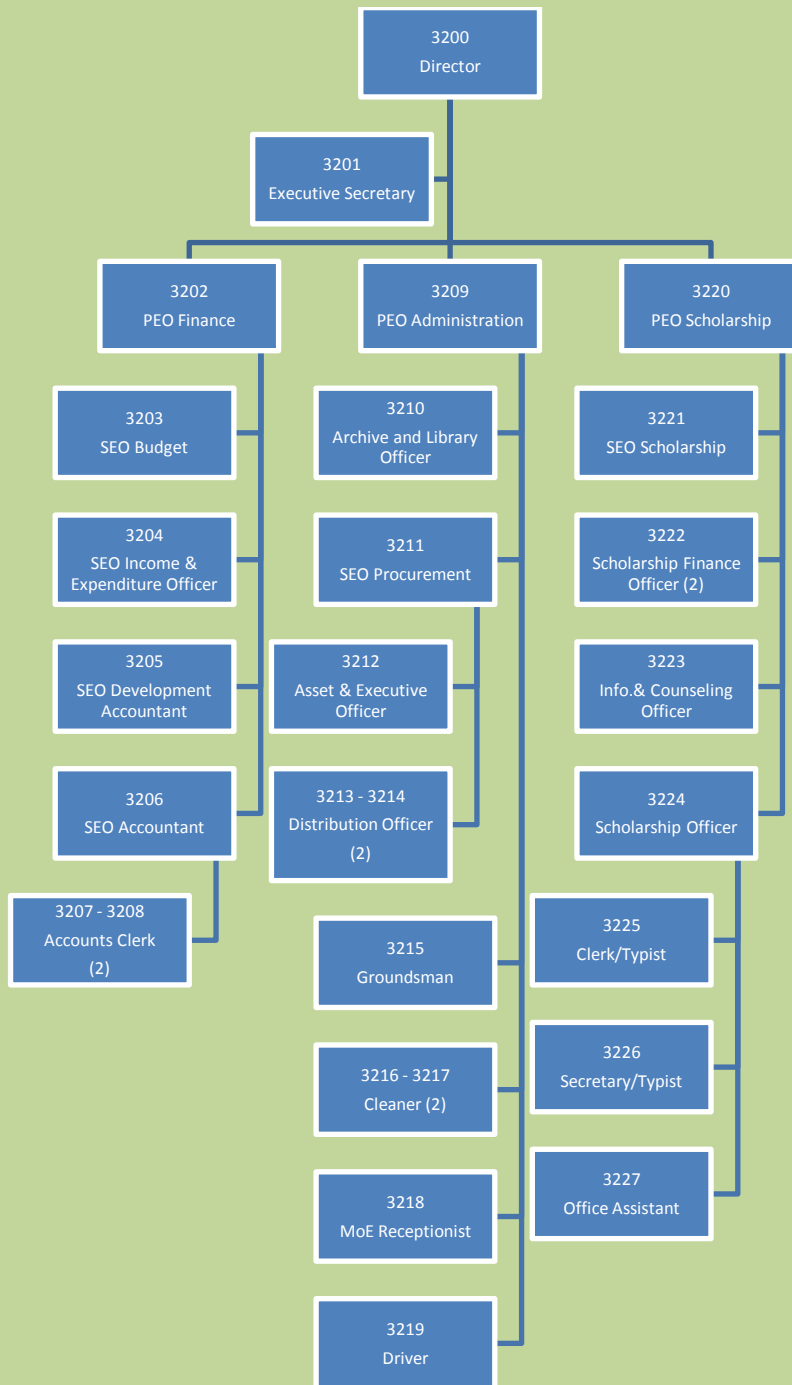 3200
Director
3201
Executive Secretary
3202
PEO Finance
3209
PEO Administration
3220
PEO Scholarship
3203
SEO Budget
3204
SEO Income &
Expenditure Officer
3205
SEO Development
Accountant
3206
SEO Accountant
3207 - 3208
Accounts Clerk
(2)
3210
Archive and Library
Officer
3211
SEO Procurement
3212
Asset & Executive
Officer
3213 - 3214
Distribution Officer
(2)
3215
Groundsman
3216 - 3217
Cleaner (2)
3218
MoE Receptionist
3219
Driver
3221
SEO Scholarship
3222
Scholarship Finance
Officer (2)
3223
Info.& Counseling
Officer
3224
Scholarship Officer
3225
Clerk/Typist
3226
Secretary/Typist
3227
Office Assistant